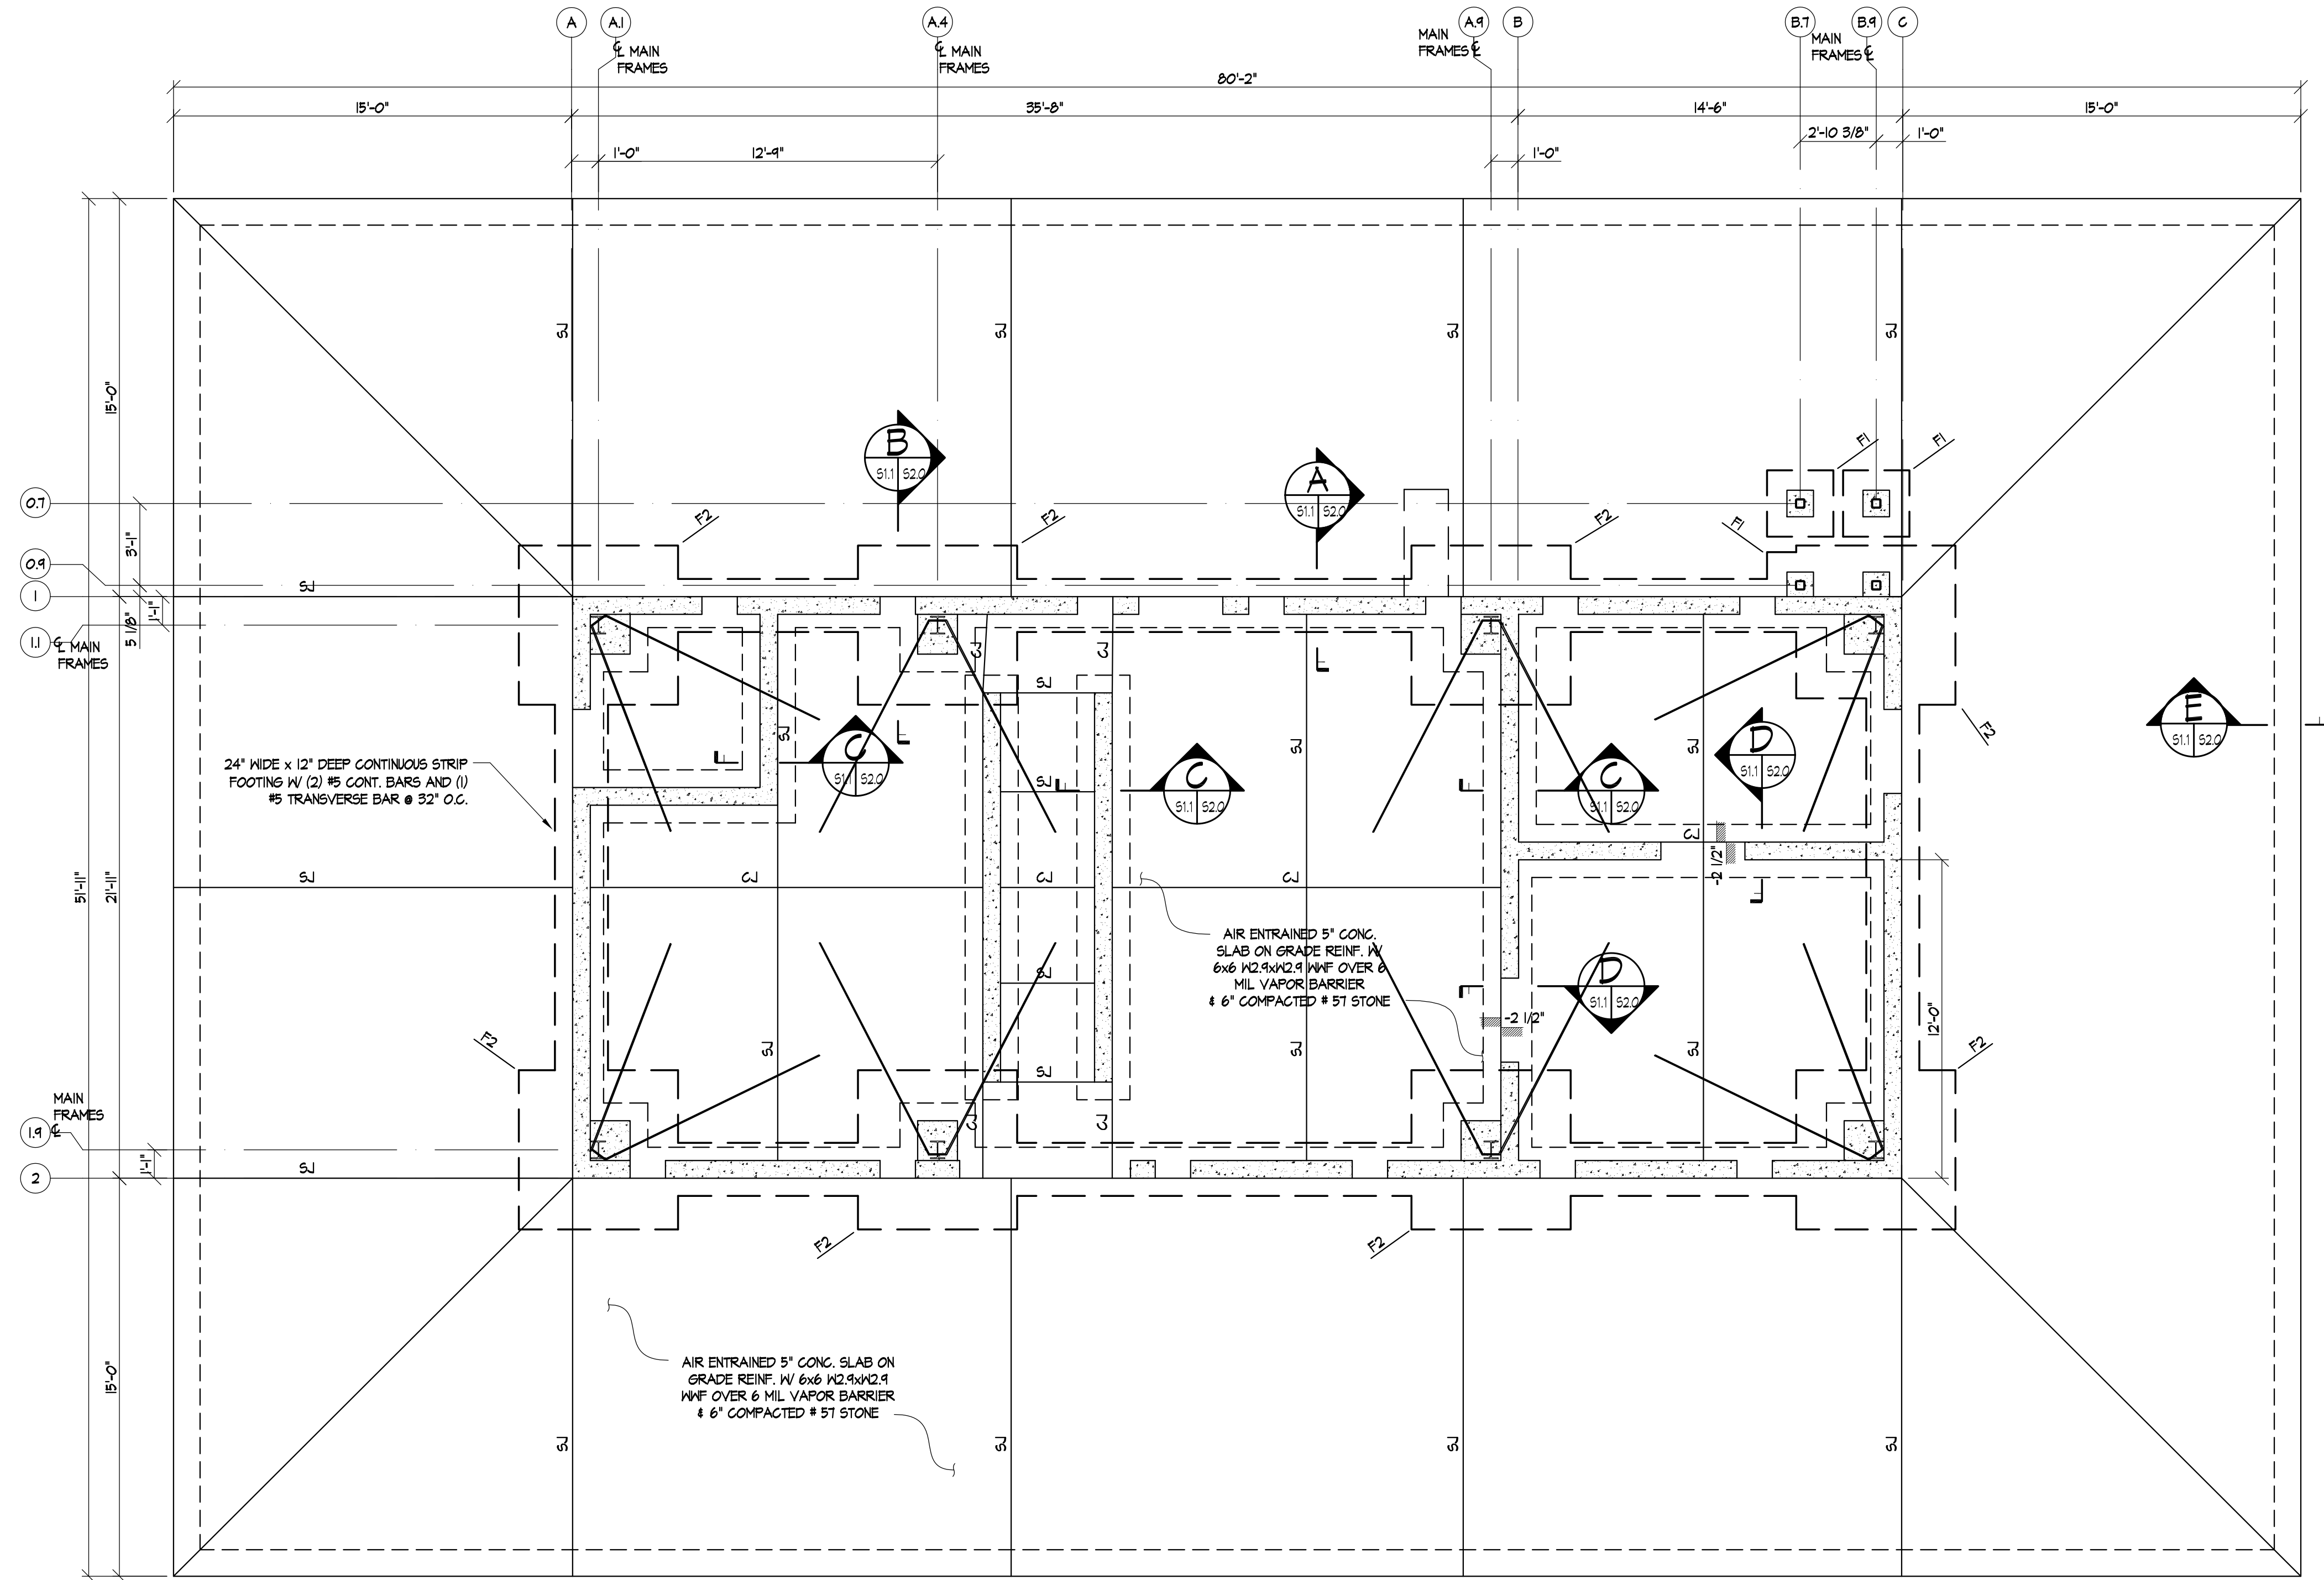 A
A.1
A.4
A.9
B
B.7
B.9
C
℄ MAIN
FRAMES
℄ MAIN
FRAMES
MAIN
FRAMES ℄
MAIN
FRAMES ℄
80'-2"
15'-0"
35'-8"
14'-6"
15'-0"
2'-10 3/8"
1'-0"
1'-0"
12'-9"
1'-0"
SJ
SJ
SJ
SJ
15'-0"
B
S1.1 S2.0
A
S1.1 S2.0
F1
F1
0.7
F2
F2
F2
F1
3'-1"
0.9
SJ
1
1'-1"
5 1/8"
1.1
℄ MAIN
FRAMES
CJ
CJ
SJ
SJ
SJ
SJ
C
S1.1 S2.0
C
S1.1 S2.0
C
S1.1 S2.0
D
S1.1 S2.0
E
S1.1 S2.0
F2
24" WIDE x 12" DEEP CONTINUOUS STRIP
FOOTING W/ (2) #5 CONT. BARS AND (1)
#5 TRANSVERSE BAR @ 32" O.C.
SJ
CJ
-2 1/2"
51'-11"
21'-11"
SJ
CJ
CJ
CJ
AIR ENTRAINED 5" CONC.
SLAB ON GRADE REINF. W/
6x6 W2.9xW2.9 WWF OVER 6
MIL VAPOR BARRIER
& 6" COMPACTED # 57 STONE
SJ
D
S1.1 S2.0
-2 1/2"
12'-0"
F2
SJ
SJ
SJ
F2
SJ
MAIN
FRAMES
℄
1.9
CJ
CJ
1'-1"
SJ
2
F2
F2
15'-0"
AIR ENTRAINED 5" CONC. SLAB ON
GRADE REINF. W/ 6x6 W2.9xW2.9
WWF OVER 6 MIL VAPOR BARRIER
& 6" COMPACTED # 57 STONE
SJ
SJ
SJ
SJ